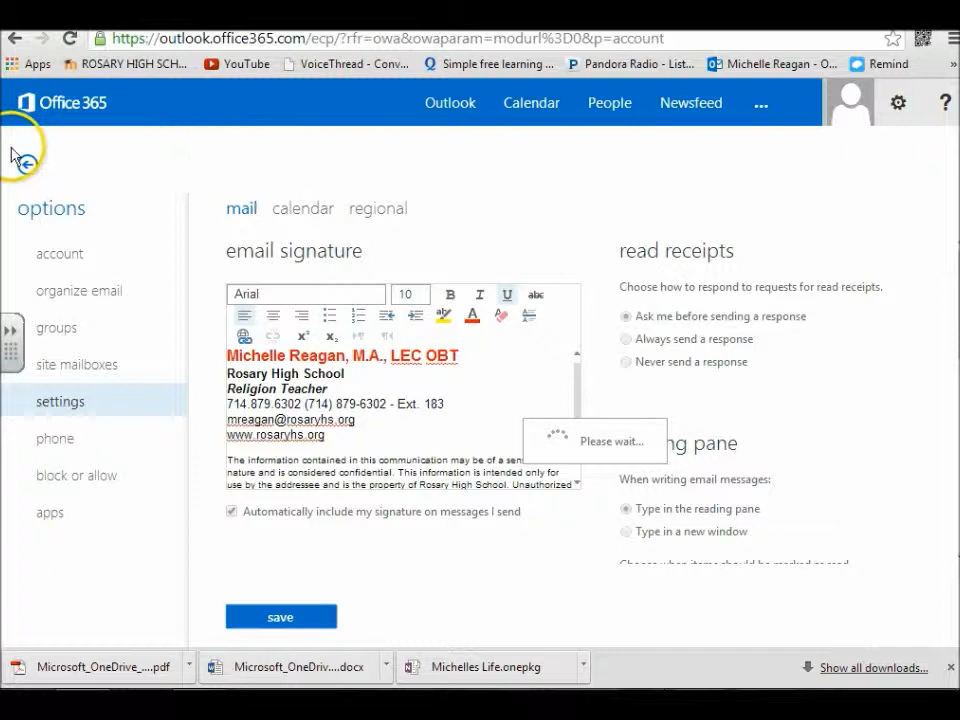 https://outlook.office365.com/ecp/?rfr=owa&owaparam=modurl%3D0&p=account
Apps ROSARY HIGH SCH... YouTube VoiceThread - Conv... Simple free learning ... Pandora Radio - List... Michelle Reagan - O... Remind »
Office 365 Outlook Calendar People Newsfeed ... ?
options
account
organize email
groups
site mailboxes
settings
phone
block or allow
apps
mail calendar regional
email signature
Arial 10 B I U abc
Michelle Reagan, M.A., LEC OBT
Rosary High School
Religion Teacher
714.879.6302 (714) 879-6302 - Ext. 183
mreagan@rosaryhs.org
www.rosaryhs.org
The information contained in this communication may be of a
nature and is considered confidential. This information is intended only for
use by the addressee and is the property of Rosary High School. Unauthorized
Automatically include my signature on messages I send
save
read receipts
Choose how to respond to requests for read receipts.
Ask me before sending a response
Always send a response
Never send a response
Please wait...
pane
When writing email messages:
Type in the reading pane
Type in a new window
Microsoft_OneDrive_....pdf Microsoft_OneDriv....docx Michelles Life.onepkg Show all downloads...